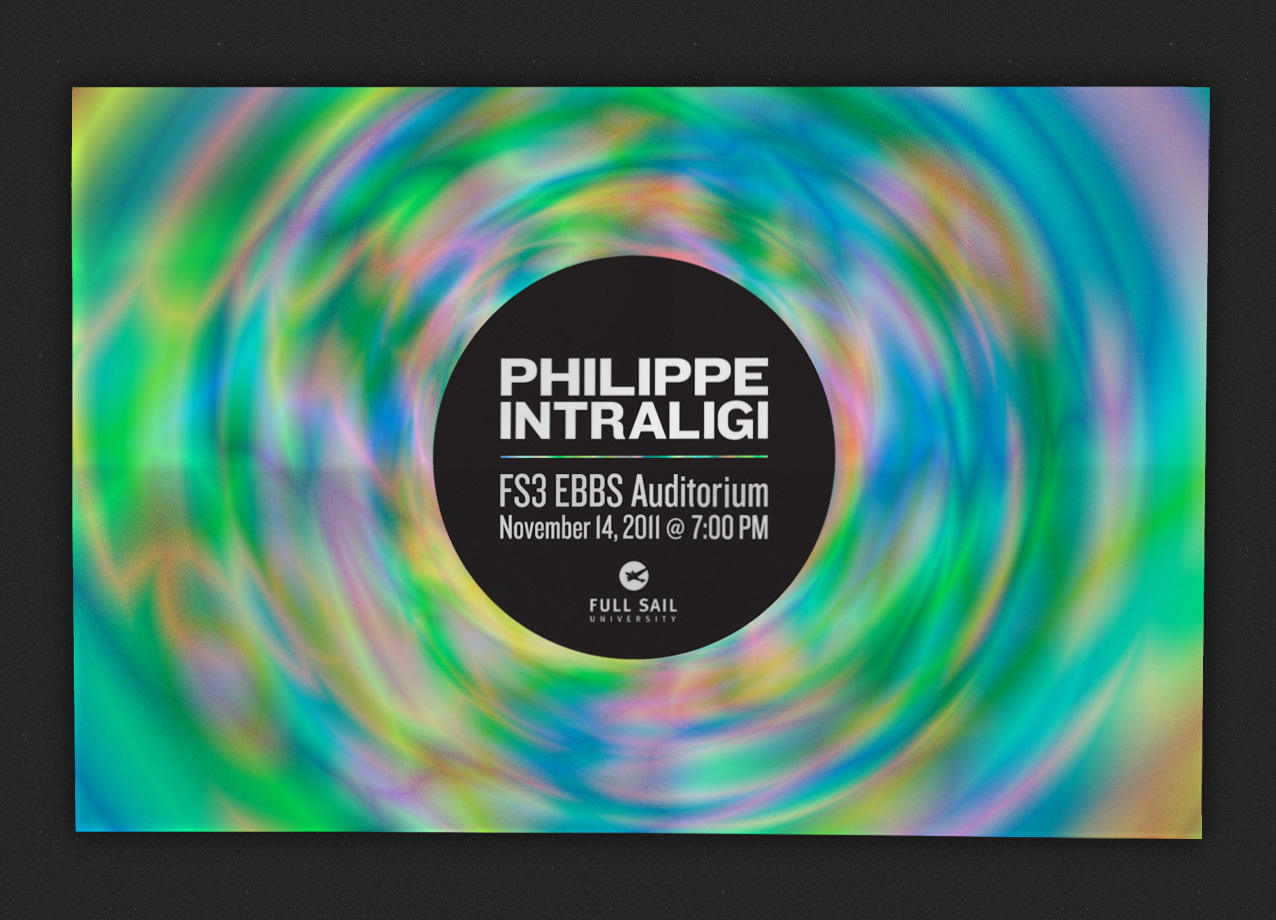 PHILIPPE
INTRALIGI
FS3 EBBS Auditorium
November 14, 2011 @ 7:00 PM
FULL SAIL
UNIVERSITY